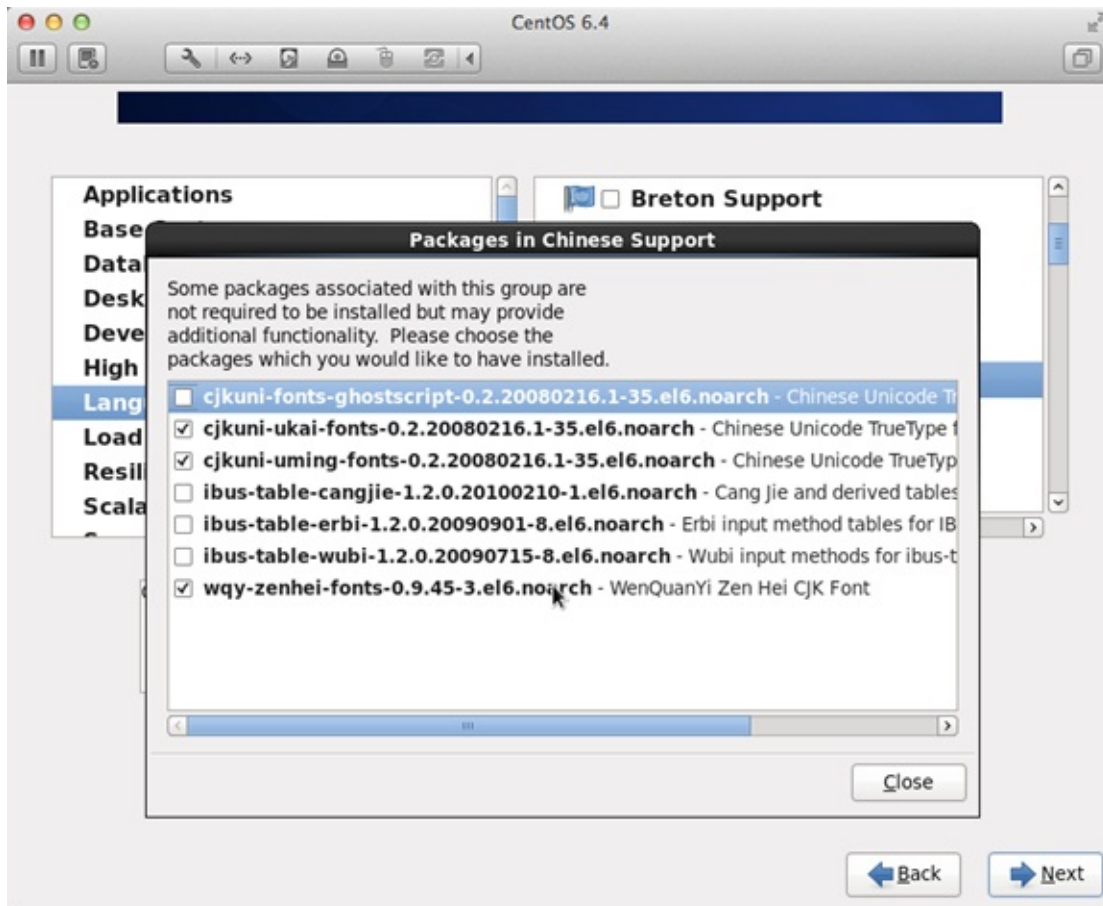 CentOS 6.4
Applications
Base
Data
Desk
Deve
High
Lang
Load
Resil
Scala
Breton Support
Packages in Chinese Support
Some packages associated with this group are
not required to be installed but may provide
additional functionality. Please choose the
packages which you would like to have installed.
cjkuni-fonts-ghostscript-0.2.20080216.1-35.el6.noarch - Chinese Unicode Tr
cjkuni-ukai-fonts-0.2.20080216.1-35.el6.noarch - Chinese Unicode TrueType f
cjkuni-uming-fonts-0.2.20080216.1-35.el6.noarch - Chinese Unicode TrueTyp
ibus-table-cangjie-1.2.0.20100210-1.el6.noarch - Cang Jie and derived tables
ibus-table-erbi-1.2.0.20090901-8.el6.noarch - Erbi input method tables for IB
ibus-table-wubi-1.2.0.20090715-8.el6.noarch - Wubi input methods for ibus-t
wqy-zenhei-fonts-0.9.45-3.el6.noarch - WenQuanYi Zen Hei CJK Font
Close
Back
Next